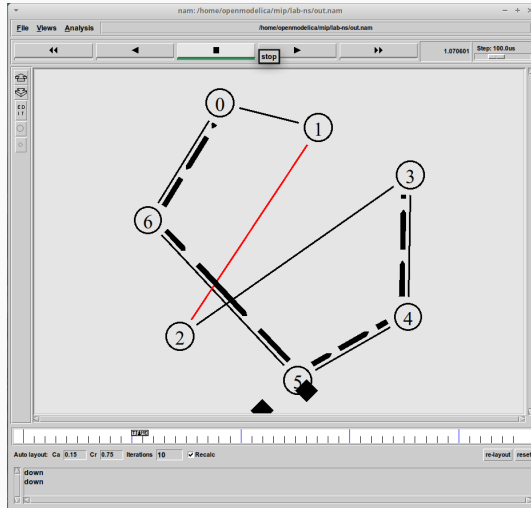 nam: /home/openmodelica/mip/lab-ns/out.nam
File Views Analysis /home/openmodelica/mip/lab-ns/out.nam
1.070601 Step: 100.0us
stop
0
1
3
6
4
2
5
EDIT
TIME
Auto layout: Ca 0.15 Cr 0.75 Iterations 10 Recalc re-layout reset
down
down